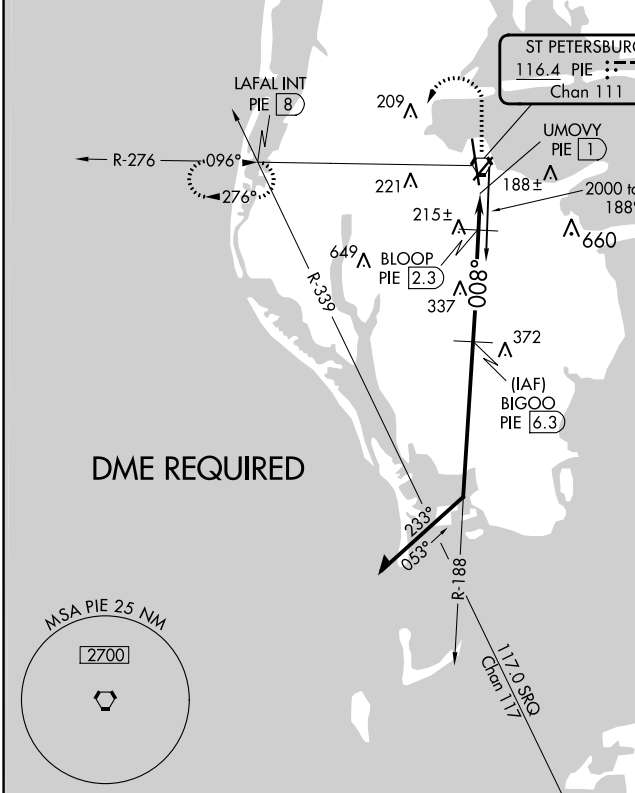 ST PETERSBURG
116.4 PIE
Chan 111
LAFAL INT
PIE 8
209
UMOVY
PIE 1
R-276
096°
276°
221
188±
2000 to
188°
215±
660
649
BLOOP
PIE 2.3
008°
337
R-339
372
(IAF)
BIGOO
PIE 6.3
DME REQUIRED
233°
053°
R-188
MSA PIE 25 NM
2700
117.0 SRQ
Chan 117